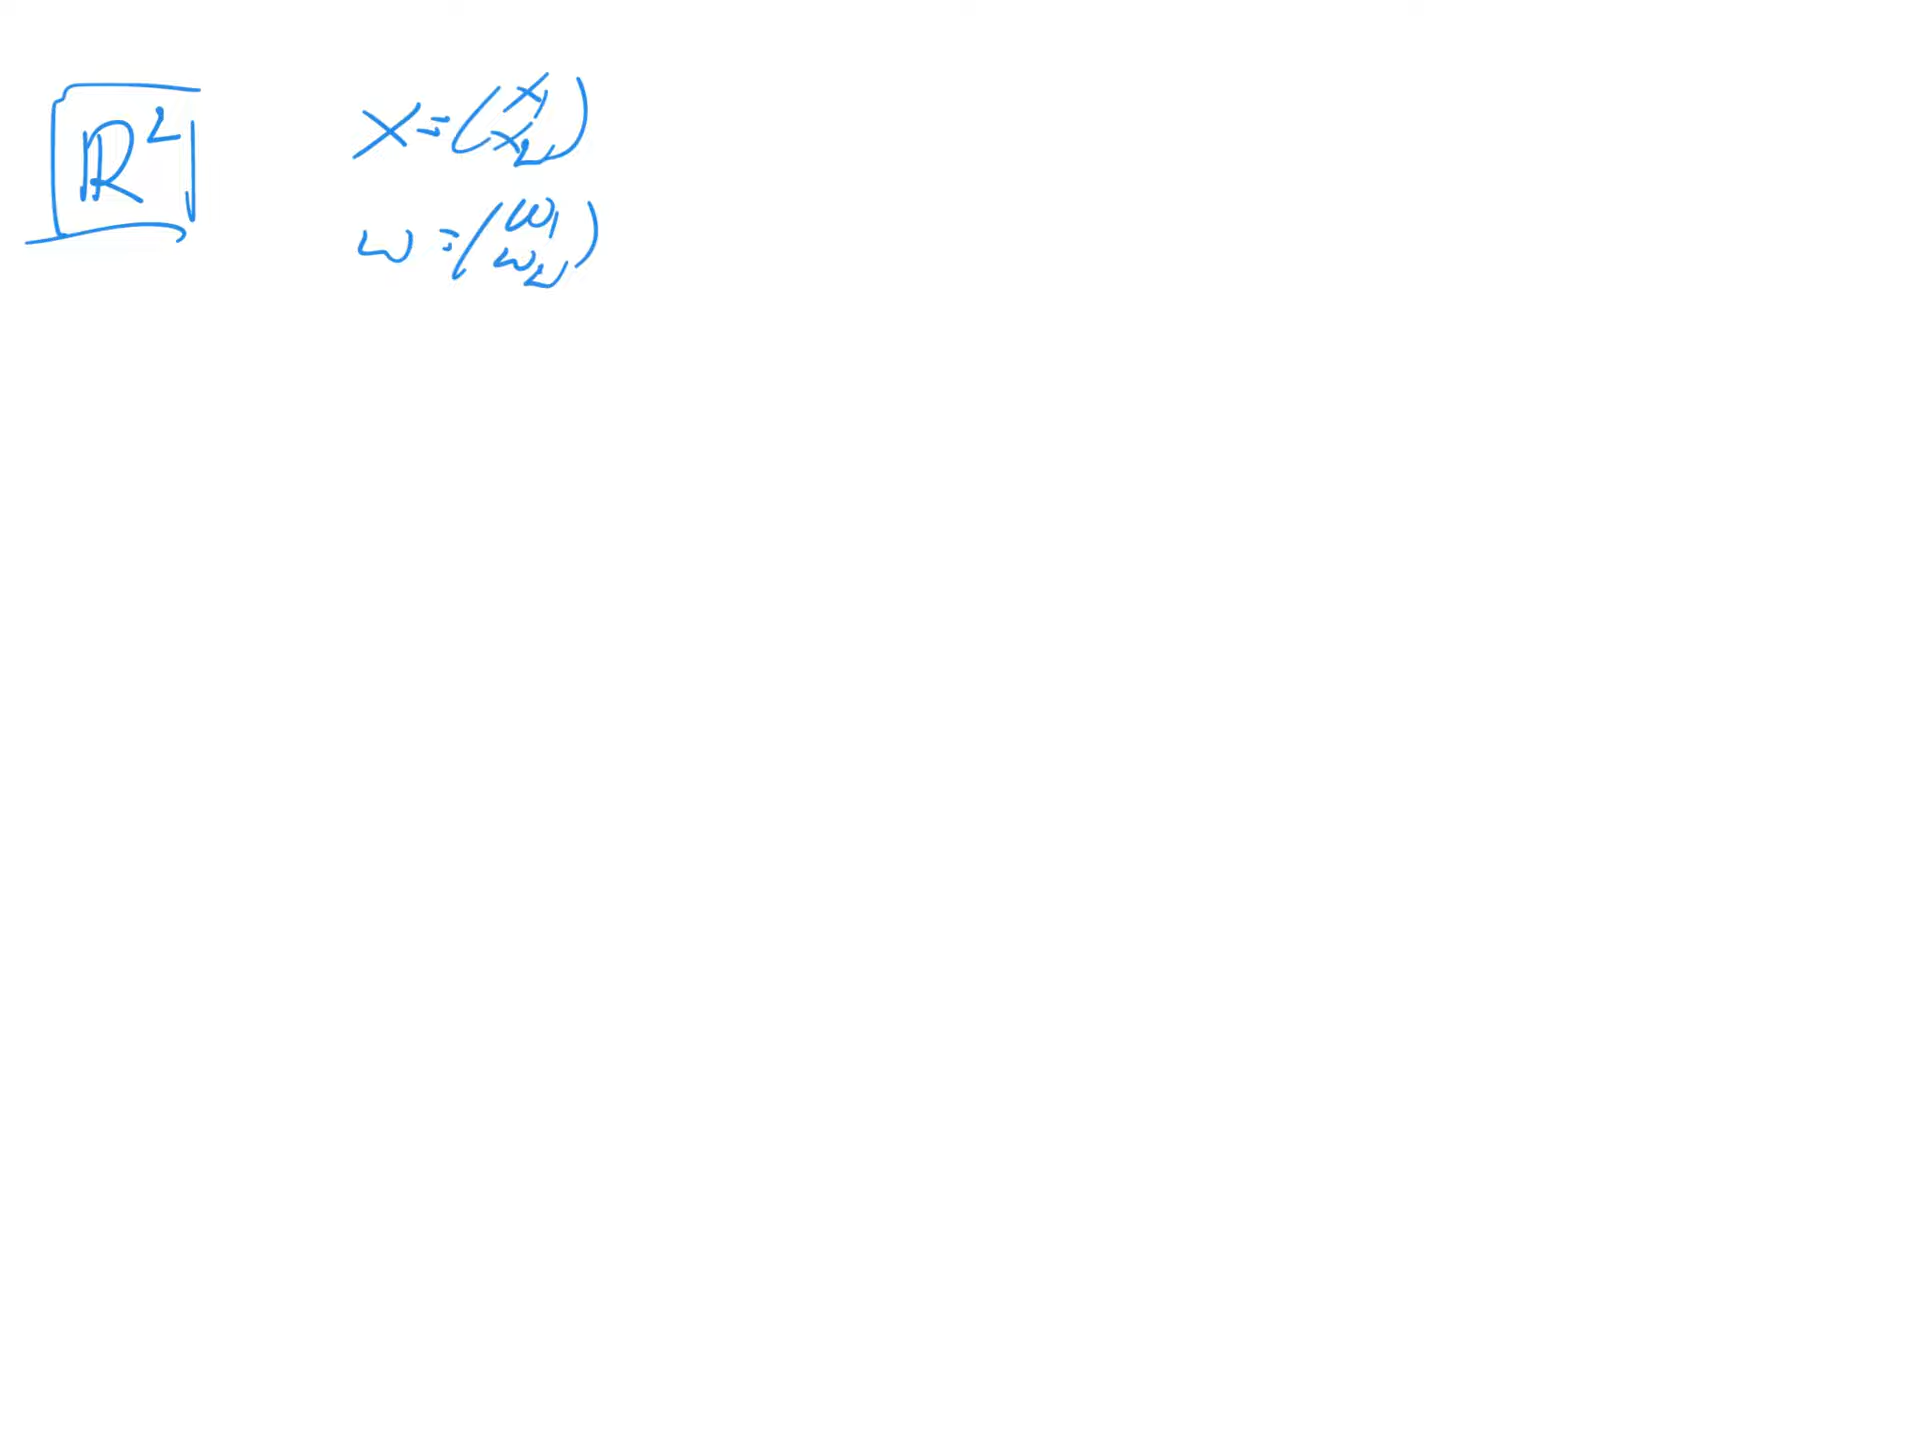 ℝ²
x = (x₁
x₂)
w = (w₁
w₂)